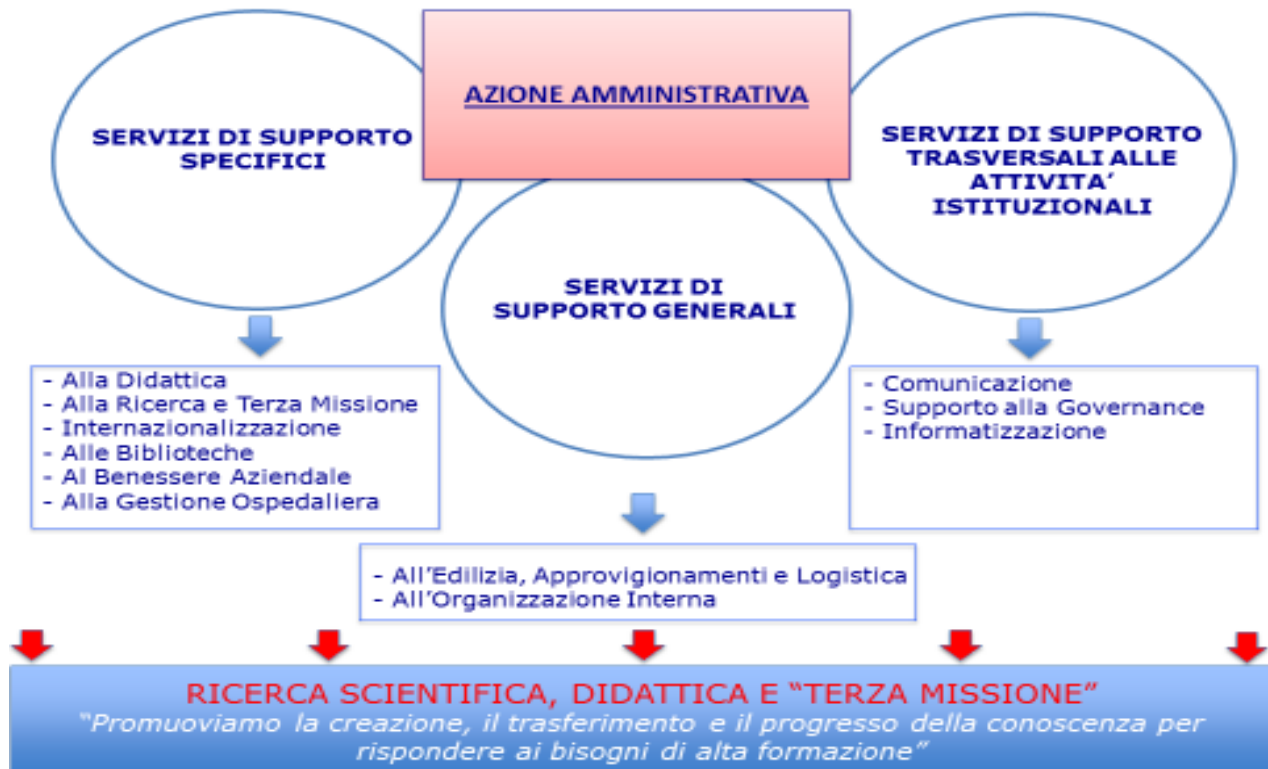 AZIONE AMMINISTRATIVA
SERVIZI DI SUPPORTO
SPECIFICI
SERVIZI DI
SUPPORTO GENERALI
SERVIZI DI SUPPORTO
TRASVERSALI ALLE
ATTIVITA’
ISTITUZIONALI
- Alla Didattica
- Alla Ricerca e Terza Missione
- Internazionalizzazione
- Alle Biblioteche
- Al Benessere Aziendale
- Alla Gestione Ospedaliera
- All’Edilizia, Approvigionamenti e Logistica
- All’Organizzazione Interna
- Comunicazione
- Supporto alla Governance
- Informatizzazione
RICERCA SCIENTIFICA, DIDATTICA E “TERZA MISSIONE”
“Promuoviamo la creazione, il trasferimento e il progresso della conoscenza per
rispondere ai bisogni di alta formazione”